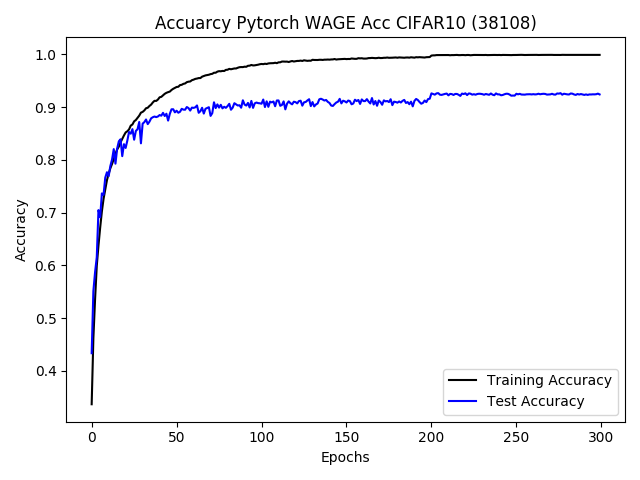 Accuarcy Pytorch WAGE Acc CIFAR10 (38108)
1.0
0.9
0.8
0.7
0.6
0.5
0.4
Accuracy
Training Accuracy
Test Accuracy
0 50 100 150 200 250 300
Epochs